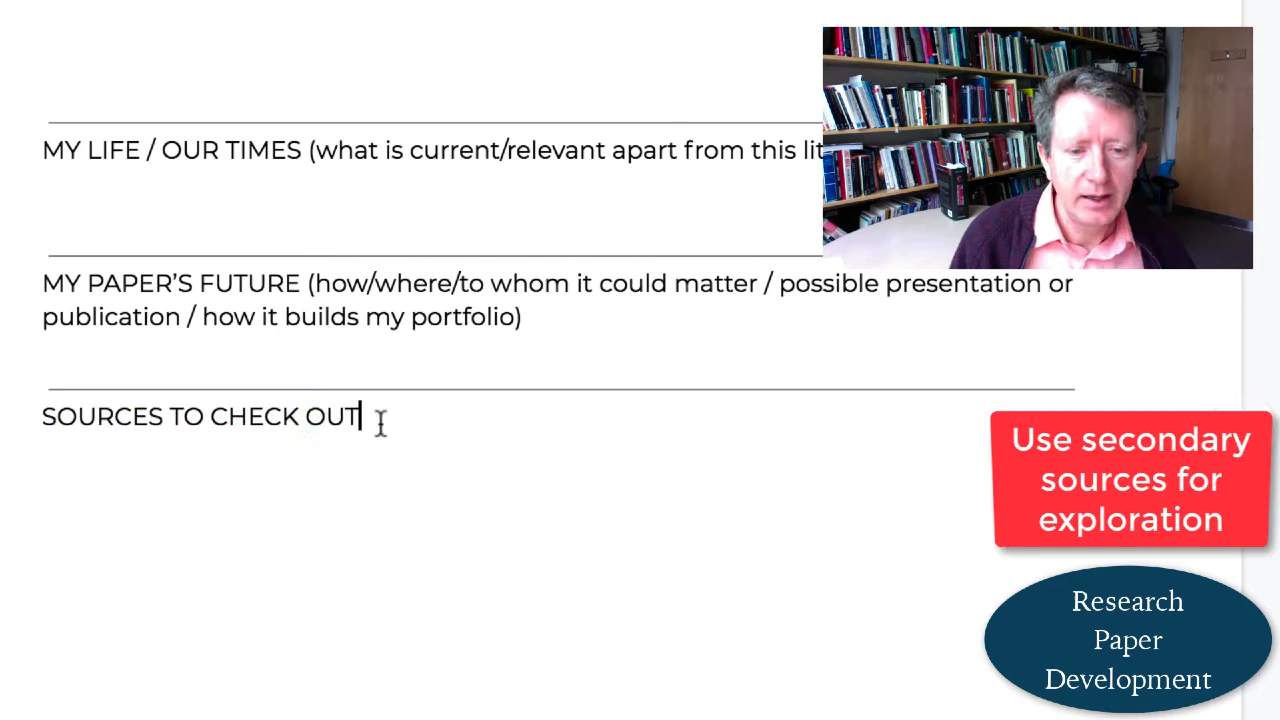 MY LIFE / OUR TIMES (what is current/relevant apart from this lit
MY PAPER'S FUTURE (how/where/to whom it could matter / possible presentation or
publication / how it builds my portfolio)
SOURCES TO CHECK OUT
Use secondary
sources for
exploration
Research
Paper
Development